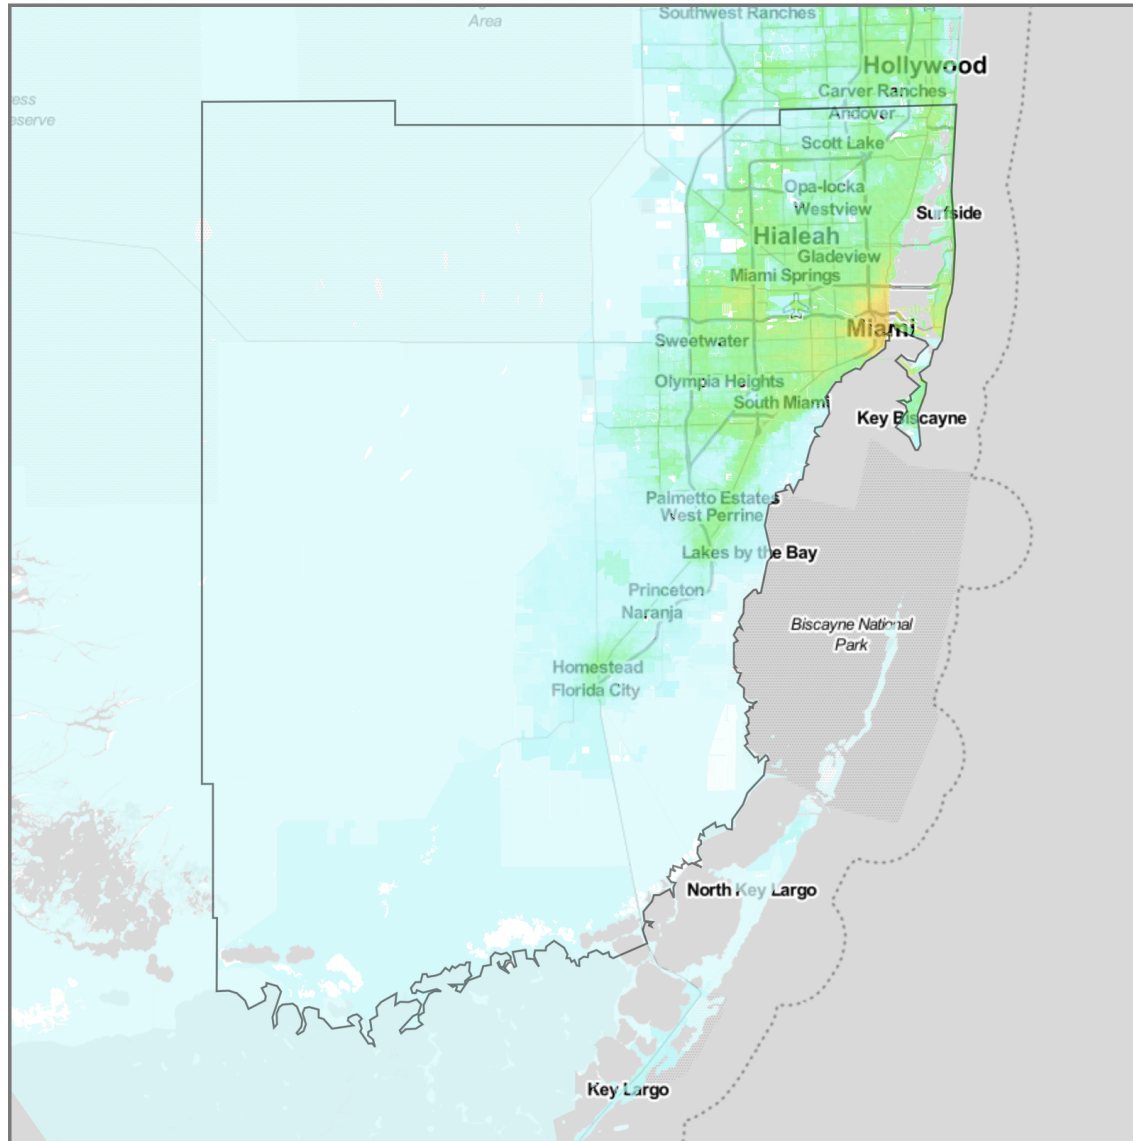 Southwest Ranches
Area
Hollywood
Carver Ranches
Andover
Scott Lake
Opa-locka
Westview
Surfside
Hialeah
Gladeview
Miami Springs
Miami
Sweetwater
Olympia Heights
South Miami
Key Biscayne
Palmetto Estates
West Perrine
Lakes by the Bay
Princeton
Naranja
Biscayne National
Park
Homestead
Florida City
North Key Largo
Key Largo